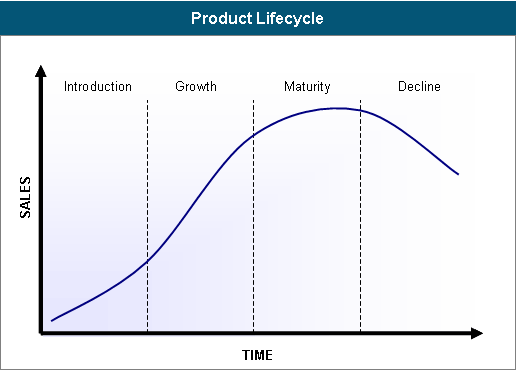 Product Lifecycle
Introduction
Growth
Maturity
Decline
SALES
TIME